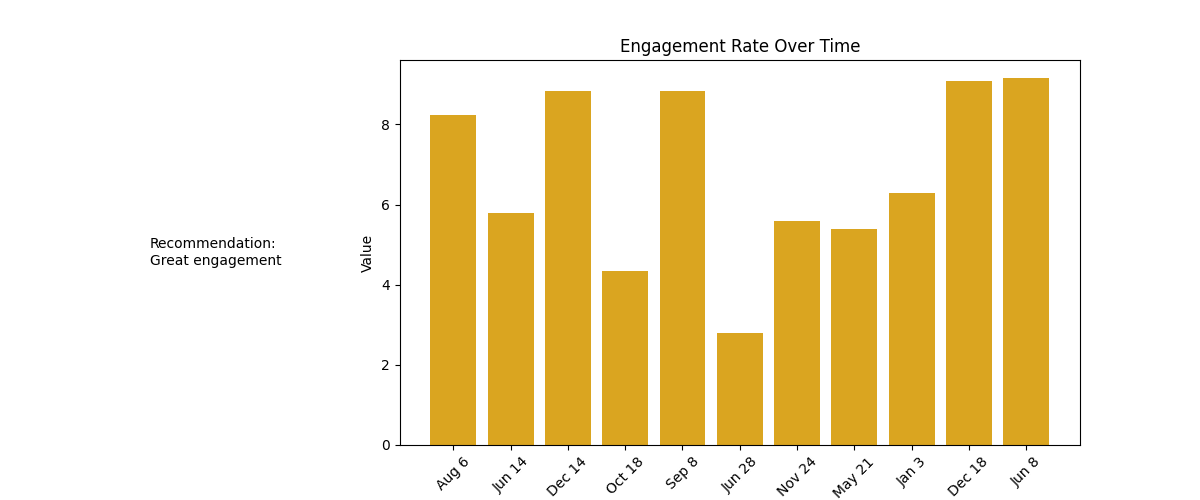 Engagement Rate Over Time
Recommendation:
Great engagement
Value
8
6
4
2
0
Aug 6
Jun 14
Dec 14
Oct 18
Sep 8
Jun 28
Nov 24
May 21
Jan 3
Dec 18
Jun 8